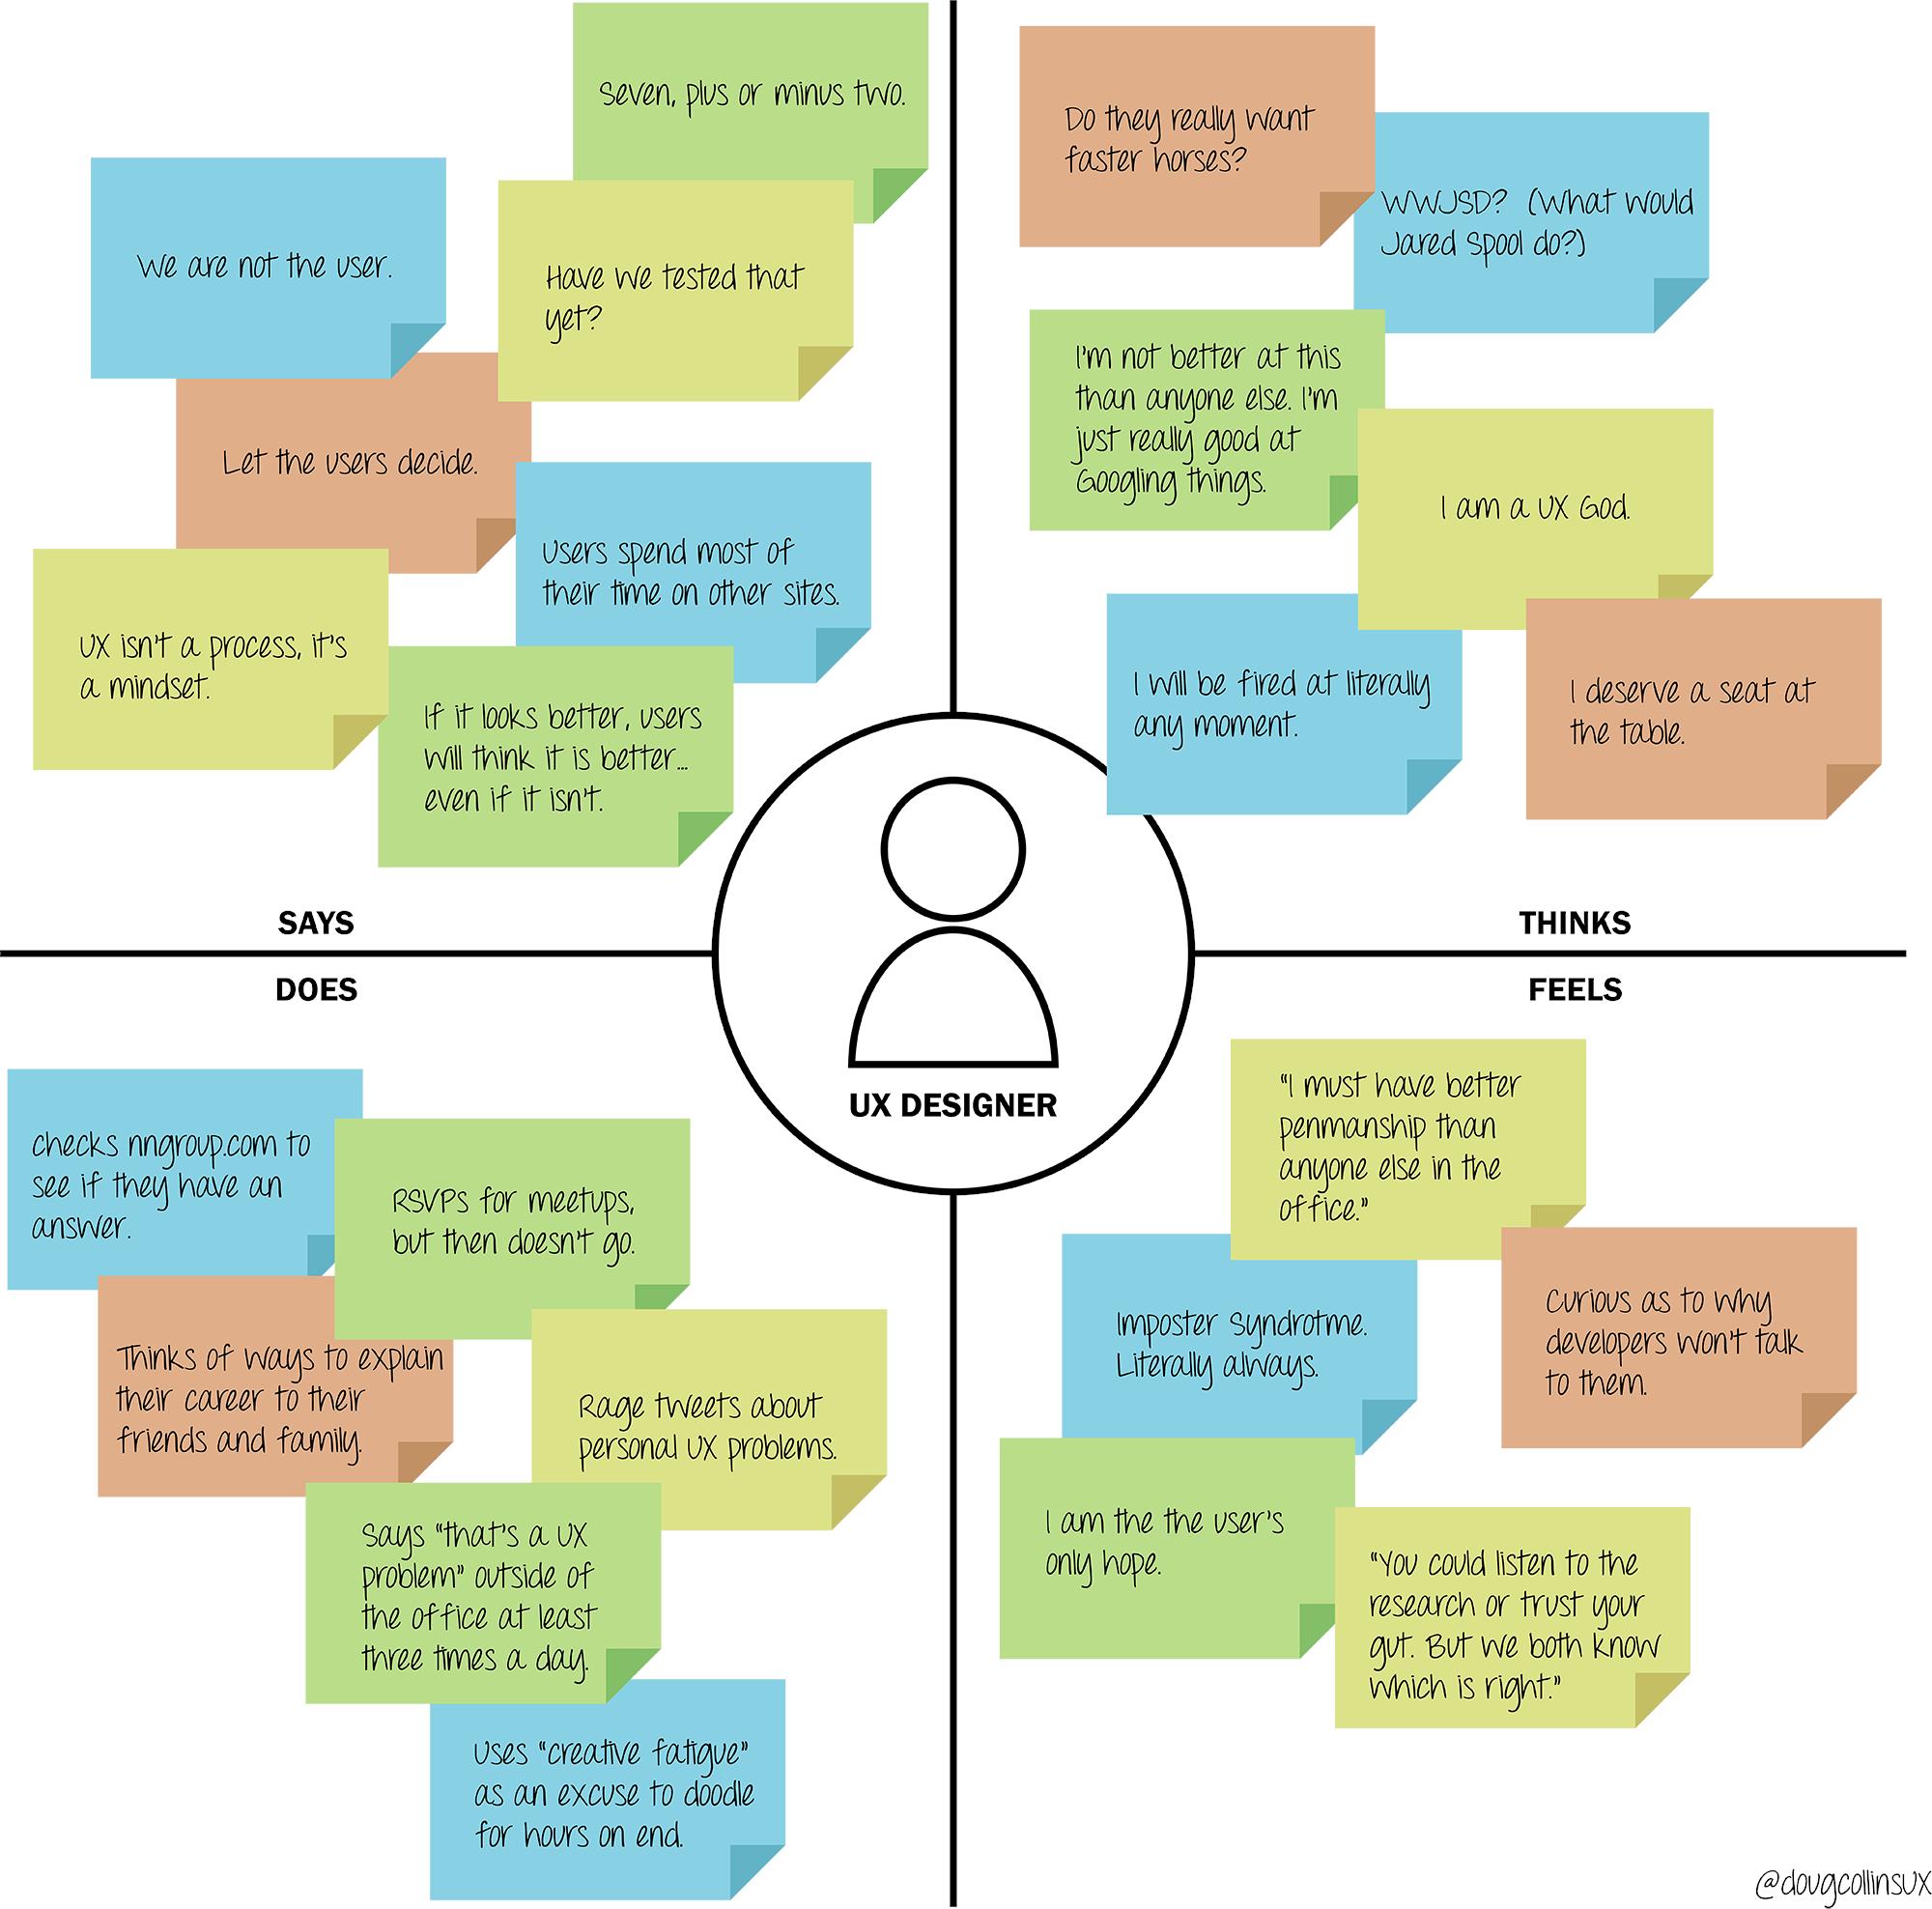 Seven, plus or minus two.
We are not the user.
Have we tested that
yet?
Let the users decide.
Users spend most of
their time on other sites.
UX isn't a process, it's
a mindset.
If it looks better, users
will think it is better...
even if it isn't.
SAYS
Do they really want
faster horses?
WWJSD? (What would
Jared Spool do?)
I'm not better at this
than anyone else. I'm
just really good at
Googling things.
I am a UX God.
I will be fired at literally
any moment.
I deserve a seat at
the table.
THINKS
UX DESIGNER
DOES
checks nngroup.com to
see if they have an
answer.
RSVPs for meetups,
but then doesn't go.
Thinks of ways to explain
their career to their
friends and family.
Rage tweets about
personal UX problems.
Says "that's a UX
problem" outside of
the office at least
three times a day.
Uses "creative fatigue"
as an excuse to doodle
for hours on end.
FEELS
"I must have better
penmanship than
anyone else in the
office."
Imposter Syndrotme.
Literally always.
Curious as to why
developers won't talk
to them.
I am the the user's
only hope.
"You could listen to the
research or trust your
gut. But we both know
which is right."
@dougcollinsUX